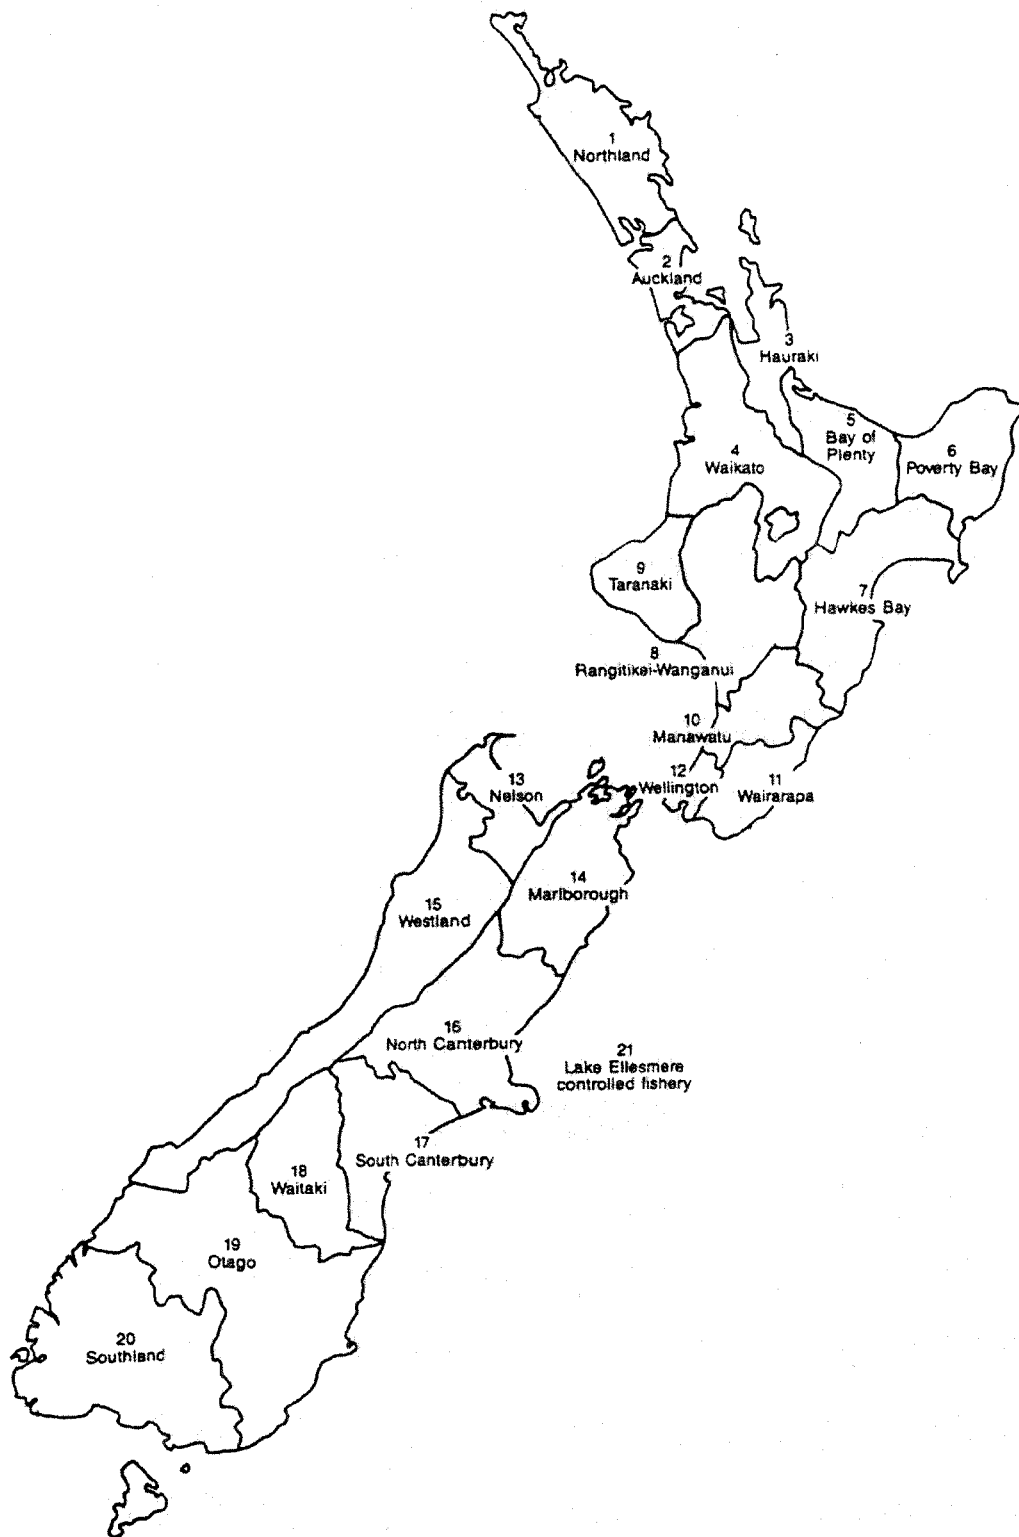 1
Northland
2
Auckland
3
Hauraki
4
Waikato
5
Bay of
Plenty
6
Poverty Bay
7
Hawkes Bay
8
Rangitikei-Wanganui
9
Taranaki
10
Manawatu
11
Wairarapa
12
Wellington
13
Nelson
14
Marlborough
15
Westland
16
North Canterbury
17
South Canterbury
18
Waitaki
19
Otago
20
Southland
21
Lake Ellesmere
controlled fishery